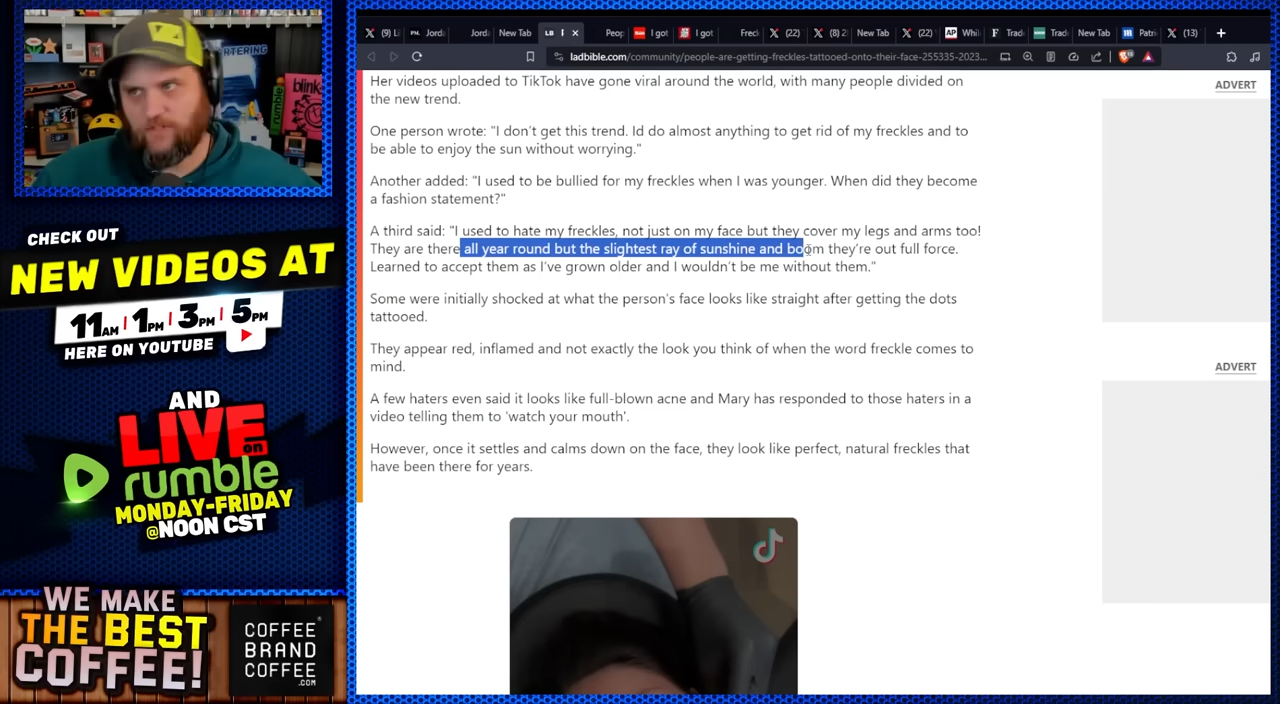 CHECK OUT
NEW VIDEOS AT
11AM | 1PM | 3PM | 5PM
HERE ON YOUTUBE
AND
LIVE on
rumble
MONDAY-FRIDAY
@NOON CST
WE MAKE
THE BEST
COFFEE!
COFFEE
BRAND
COFFEE
.COM
New Tab
I got
I got
(22)
New Tab
(22)
New Tab
(13)
ladbible.com/community/people-are-getting-freckles-tattooed-onto-their-face-255335-2023...
Her videos uploaded to TikTok have gone viral around the world, with many people divided on
the new trend.
One person wrote: "I don't get this trend. Id do almost anything to get rid of my freckles and to
be able to enjoy the sun without worrying."
Another added: "I used to be bullied for my freckles when I was younger. When did they become
a fashion statement?"
A third said: "I used to hate my freckles, not just on my face but they cover my legs and arms too!
They are there all year round but the slightest ray of sunshine and boom they're out full force.
Learned to accept them as I've grown older and I wouldn't be me without them."
Some were initially shocked at what the person's face looks like straight after getting the dots
tattooed.
They appear red, inflamed and not exactly the look you think of when the word freckle comes to
mind.
A few haters even said it looks like full-blown acne and Mary has responded to those haters in a
video telling them to 'watch your mouth'.
However, once it settles and calms down on the face, they look like perfect, natural freckles that
have been there for years.
ADVERT
ADVERT